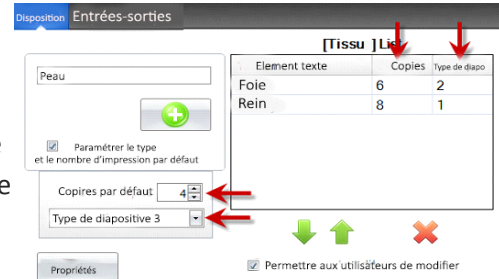 Disposition Entrées-sorties
[Tissu ] List
Element texte Copies Type de diapo
Foie 6 2
Rein 8 1
Peau
Paramétrer le type
et le nombre d'impression par défaut
e
e
Copires par défaut 4
Type de diapositive 3
Propriétés
Permettre aux utilisateurs de modifier